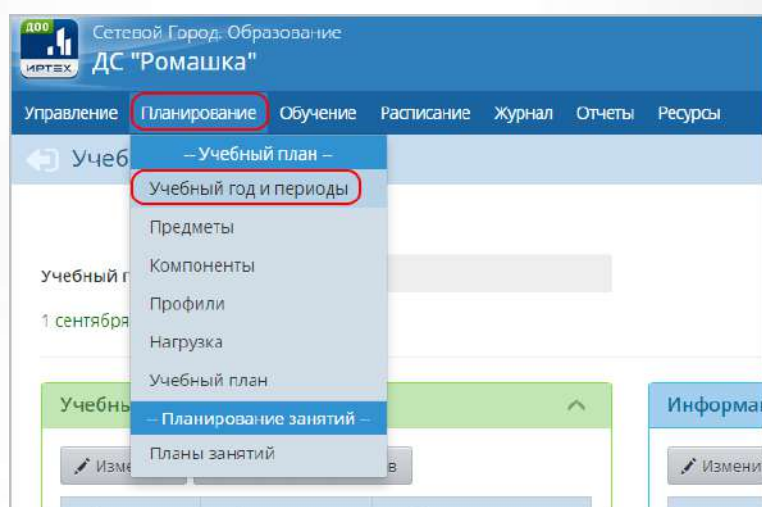 ДОО
ИРТЕХ
Сетевой Город. Образование
ДС "Ромашка"
Управление Планирование Обучение Расписание Журнал Отчеты Ресурсы
Учеб
-- Учебный план --
Учебный год и периоды
Предметы
Компоненты
Учебный г
Профили
1 сентября
Нагрузка
Учебный план
Учебны
Информа
-- Планирование занятий --
Планы занятий
Изме
в
Измени